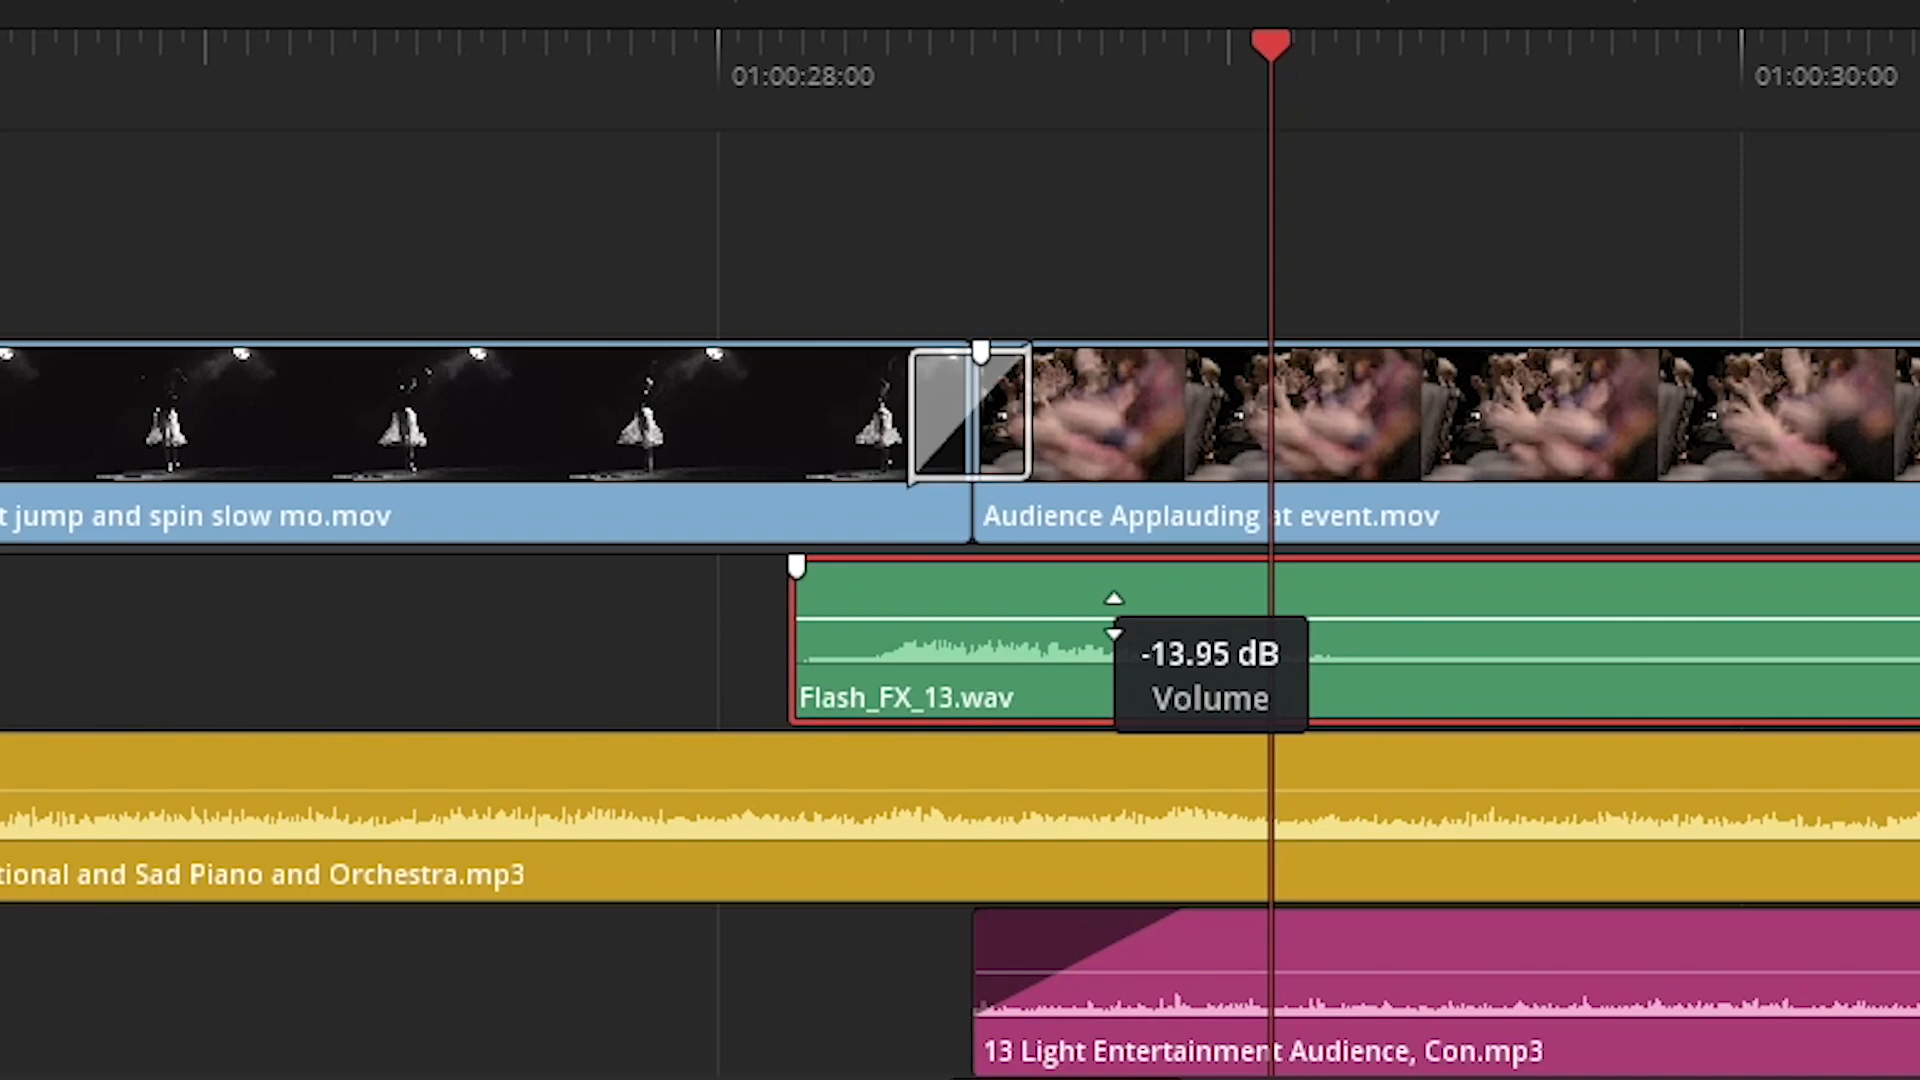 01:00:28:00
01:00:30:00
t jump and spin slow mo.mov
Audience Applauding at event.mov
-13.95 dB
Volume
Flash_FX_13.wav
tional and Sad Piano and Orchestra.mp3
13 Light Entertainment Audience, Con.mp3